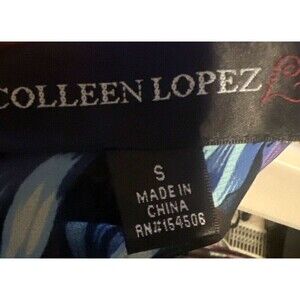 COLLEEN LOPEZ
S
MADE IN
CHINA
RN#154506